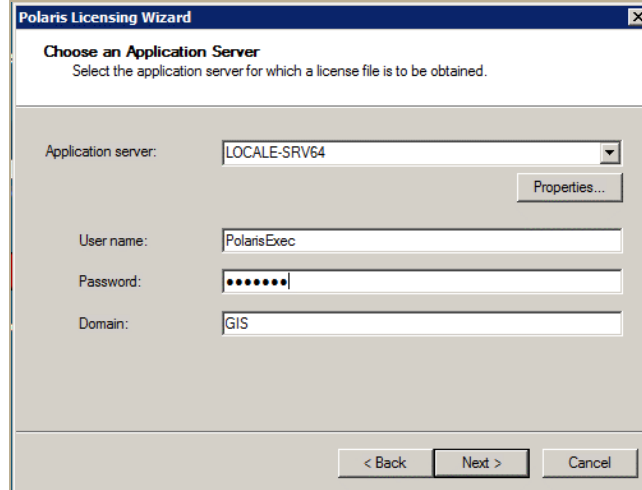 Polaris Licensing Wizard
Choose an Application Server
Select the application server for which a license file is to be obtained.
Application server: LOCALE-SRV64
Properties...
User name: PolarisExec
Password: ●●●●●●●
Domain: GIS
< Back Next > Cancel